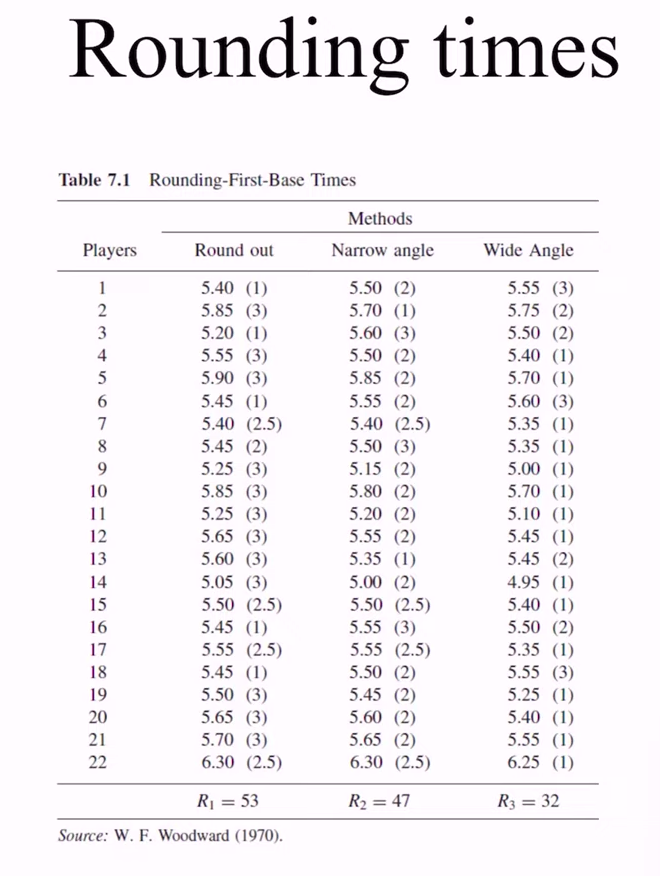 Rounding times
Table 7.1 Rounding-First-Base Times
Methods
Players Round out Narrow angle Wide Angle
1 5.40 (1) 5.50 (2) 5.55 (3)
2 5.85 (3) 5.70 (1) 5.75 (2)
3 5.20 (1) 5.60 (3) 5.50 (2)
4 5.55 (3) 5.50 (2) 5.40 (1)
5 5.90 (3) 5.85 (2) 5.70 (1)
6 5.45 (1) 5.55 (2) 5.60 (3)
7 5.40 (2.5) 5.40 (2.5) 5.35 (1)
8 5.45 (2) 5.50 (3) 5.35 (1)
9 5.25 (3) 5.15 (2) 5.00 (1)
10 5.85 (3) 5.80 (2) 5.70 (1)
11 5.25 (3) 5.20 (2) 5.10 (1)
12 5.65 (3) 5.55 (2) 5.45 (1)
13 5.60 (3) 5.35 (1) 5.45 (2)
14 5.05 (3) 5.00 (2) 4.95 (1)
15 5.50 (2.5) 5.50 (2.5) 5.40 (1)
16 5.45 (1) 5.55 (3) 5.50 (2)
17 5.55 (2.5) 5.55 (2.5) 5.35 (1)
18 5.45 (1) 5.50 (2) 5.55 (3)
19 5.50 (3) 5.45 (2) 5.25 (1)
20 5.65 (3) 5.60 (2) 5.40 (1)
21 5.70 (3) 5.65 (2) 5.55 (1)
22 6.30 (2.5) 6.30 (2.5) 6.25 (1)
R₁ = 53 R₂ = 47 R₃ = 32
Source: W. F. Woodward (1970).